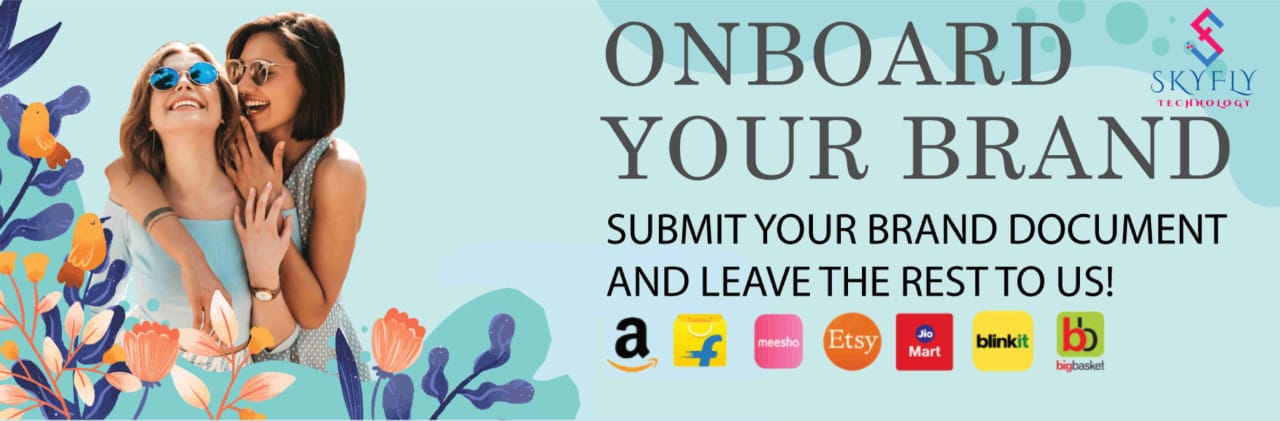 ONBOARD
YOUR BRAND
SKYFLY
TECHNOLOGY
SUBMIT YOUR BRAND DOCUMENT
AND LEAVE THE REST TO US!
a
f
meesho
Etsy
Jio
Mart
blinkit
bb
bigbasket